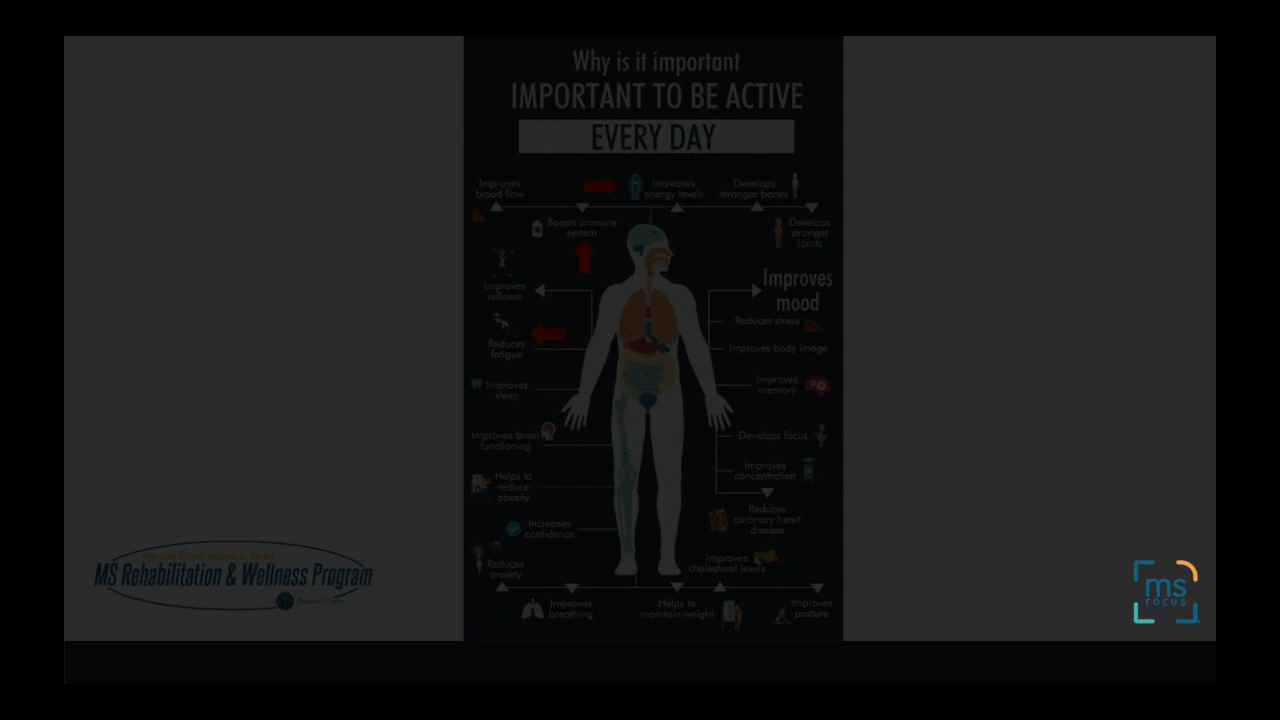 Why is it important
IMPORTANT TO BE ACTIVE
EVERY DAY
Improves
blood flow
Increases
energy levels
Develops
stronger bones
Boosts immune
system
Develops
stronger
joints
Improves
reflexes
Improves
mood
Reduces stress
Reduces
fatigue
Improves body image
Improves
sleep
Improves
memory
Improves brain
functioning
Develops focus
Improves
concentration
Helps to
reduce
obesity
Reduces
coronary heart
disease
Increases
confidence
Improves
cholesterol levels
Reduces
anxiety
Improves
breathing
Helps to
maintain weight
Improves
posture
MS Rehabilitation & Wellness Program
ms
FOCUS